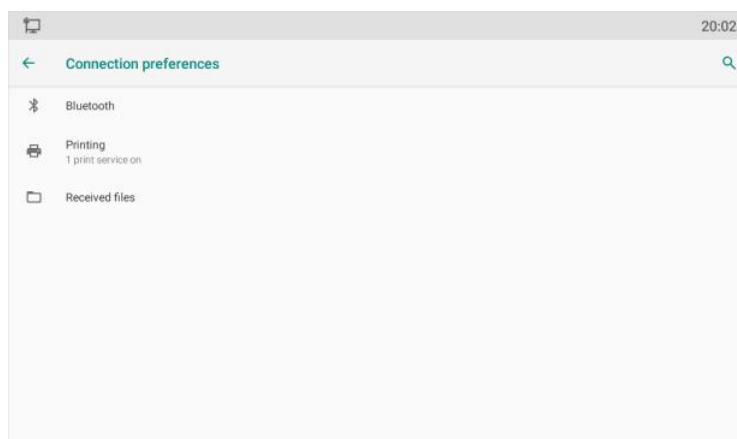 20:02
Connection preferences
Bluetooth
Printing
1 print service on
Received files